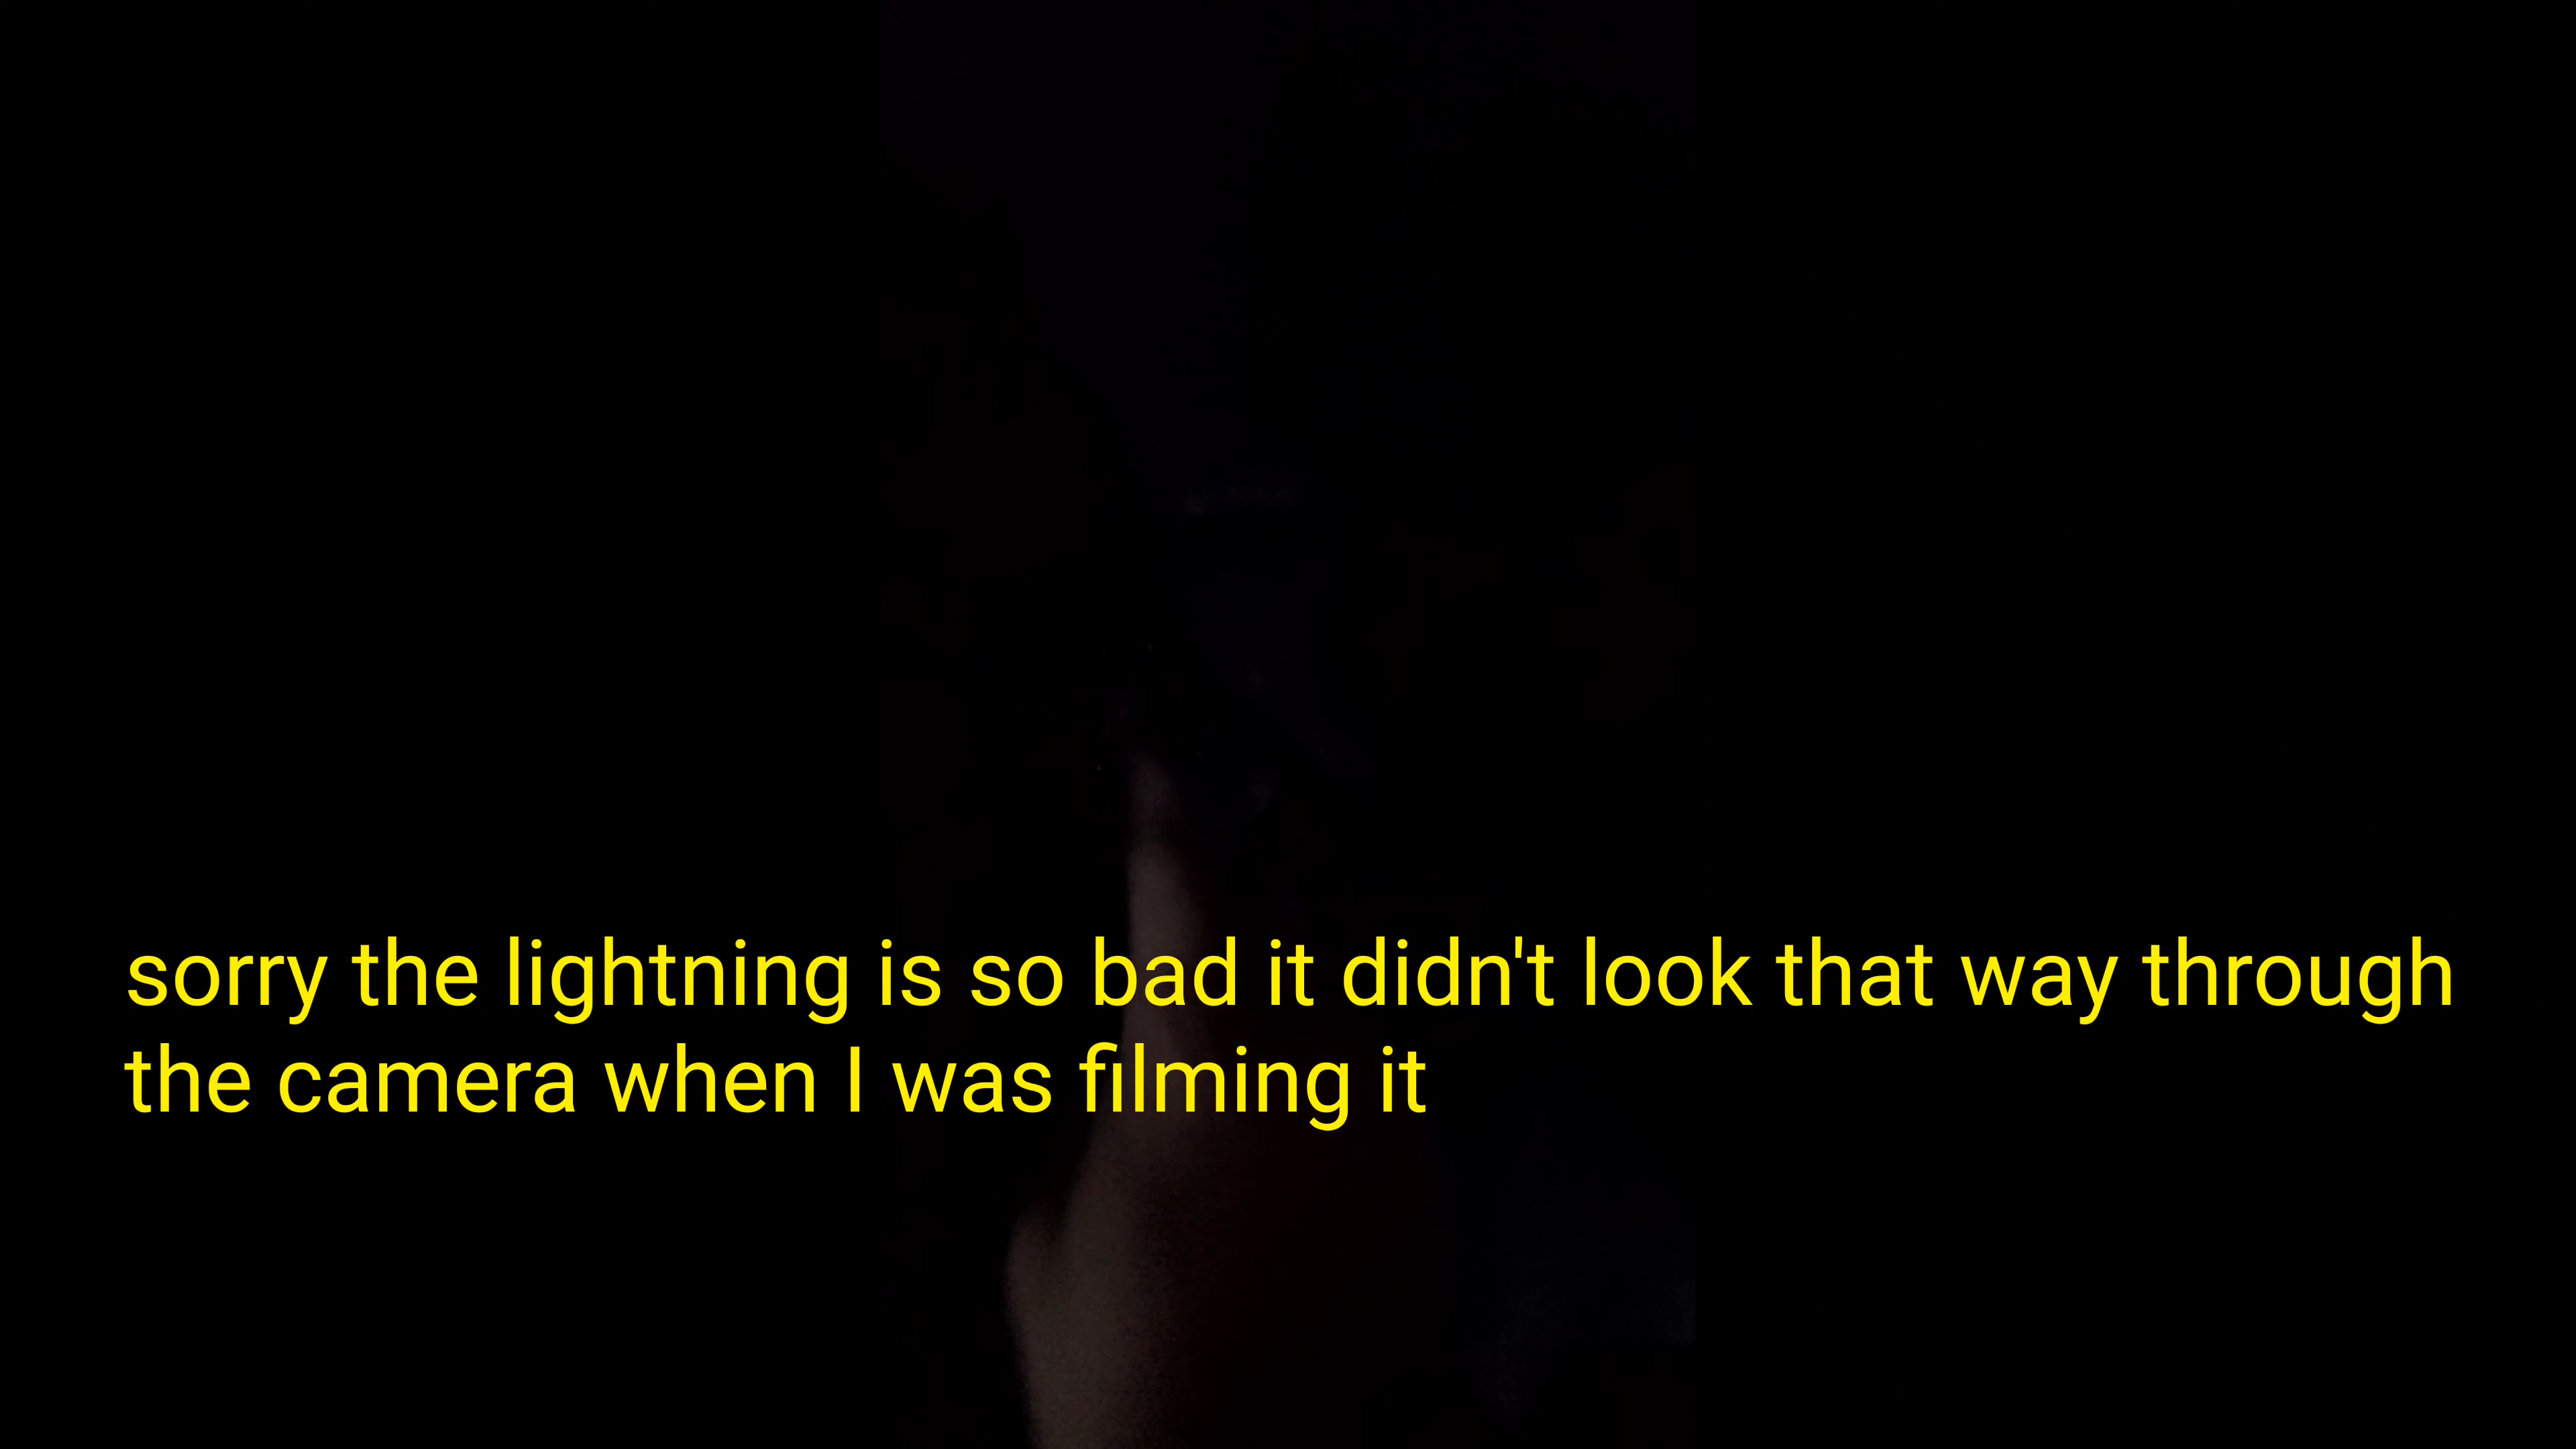 sorry the lightning is so bad it didn't look that way through
the camera when I was filming it